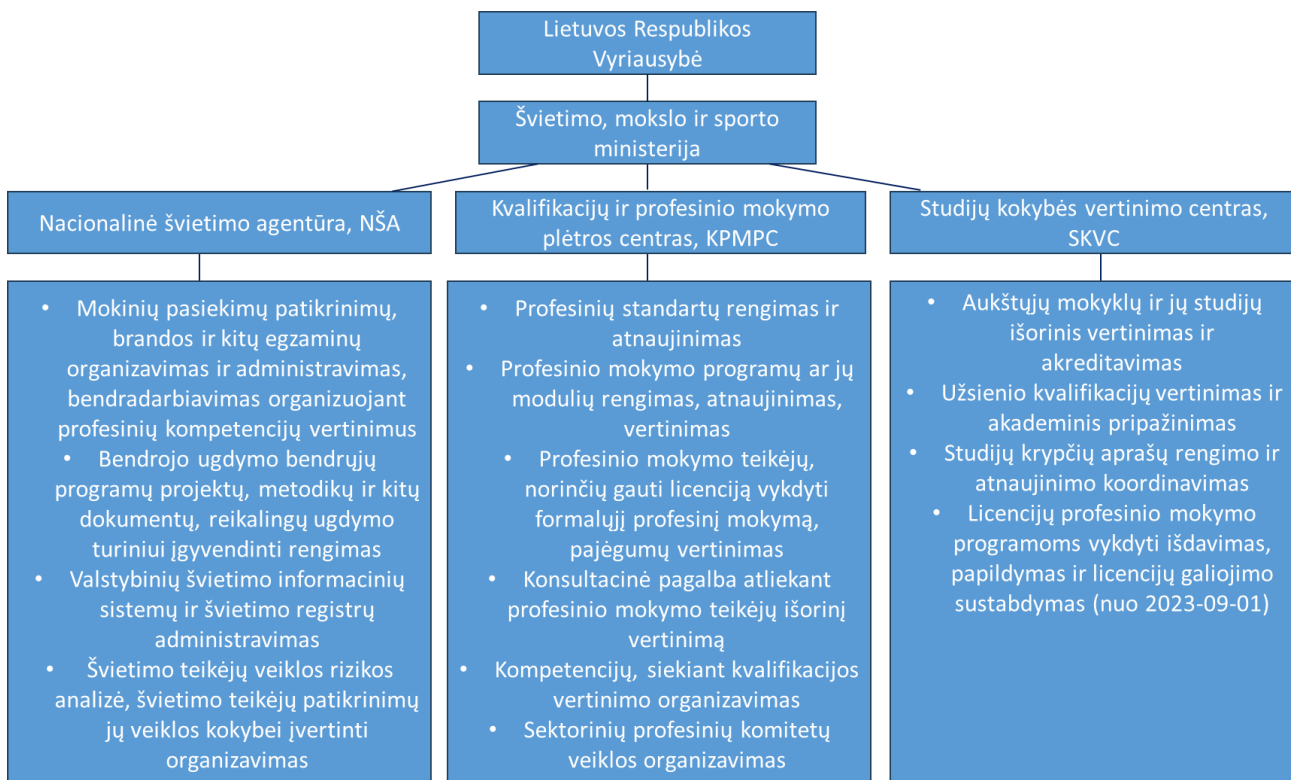 Lietuvos Respublikos
Vyriausybė
Švietimo, mokslo ir sporto
ministerija
Nacionalinė švietimo agentūra, NŠA
Kvalifikacijų ir profesinio mokymo
plėtros centras, KPMPC
Studijų kokybės vertinimo centras,
SKVC
• Mokinių pasiekimų patikrinimų,
brandos ir kitų egzaminų
organizavimas ir administravimas,
bendradarbiavimas organizuojant
profesinių kompetencijų vertinimus
• Bendrojo ugdymo bendrųjų
programų projektų, metodikų ir kitų
dokumentų, reikalingų ugdymo
turiniui įgyvendinti rengimas
• Valstybinių švietimo informacinių
sistemų ir švietimo registrų
administravimas
• Švietimo teikėjų veiklos rizikos
analizė, švietimo teikėjų patikrinimų
jų veiklos kokybei įvertinti
organizavimas
• Profesinių standartų rengimas ir
atnaujinimas
• Profesinio mokymo programų ar jų
modulių rengimas, atnaujinimas,
vertinimas
• Profesinio mokymo teikėjų,
norinčių gauti licenciją vykdyti
formalųjį profesinį mokymą,
pajėgumų vertinimas
• Konsultacinė pagalba atliekant
profesinio mokymo teikėjų išorinį
vertinimą
• Kompetencijų, siekiant kvalifikacijos
vertinimo organizavimas
• Sektorinių profesinių komitetų
veiklos organizavimas
• Aukštųjų mokyklų ir jų studijų
išorinis vertinimas ir
akreditavimas
• Užsienio kvalifikacijų vertinimas ir
akademinis pripažinimas
• Studijų krypčių aprašų rengimo ir
atnaujinimo koordinavimas
• Licencijų profesinio mokymo
programoms vykdyti išdavimas,
papildymas ir licencijų galiojimo
sustabdymas (nuo 2023-09-01)